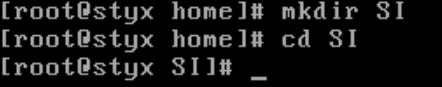 [root@styx home]# mkdir SI
[root@styx home]# cd SI
[root@styx SI]# _